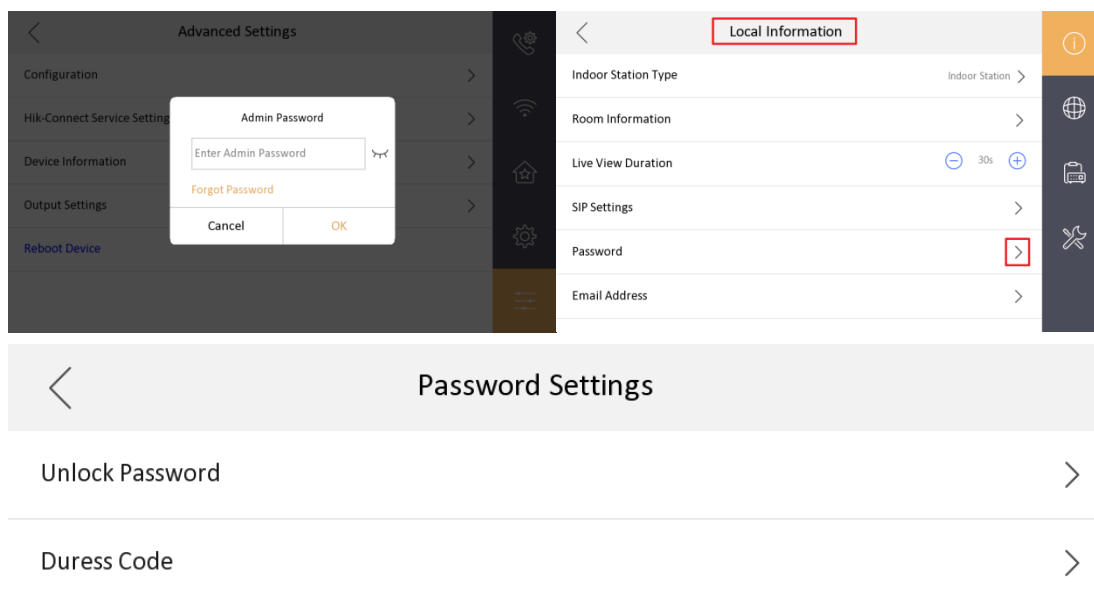 Advanced Settings
Configuration
Hik-Connect Service Setting
Device Information
Output Settings
Reboot Device
Admin Password
Enter Admin Password
Forgot Password
Cancel
OK
Local Information
Indoor Station Type
Indoor Station
Room Information
Live View Duration
30s
SIP Settings
Password
Email Address
Password Settings
Unlock Password
Duress Code